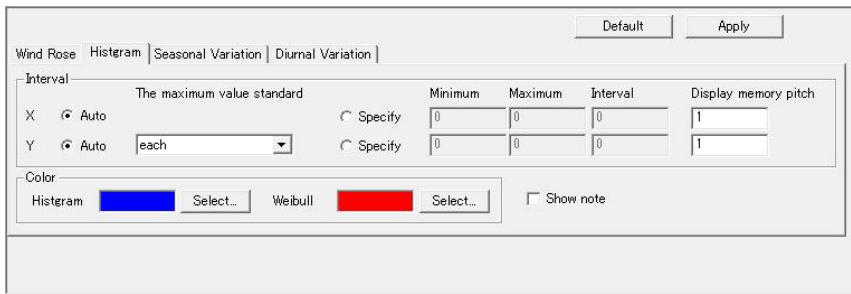 Default Apply
Wind Rose Histgram Seasonal Variation Diurnal Variation
Interval
The maximum value standard Minimum Maximum Interval Display memory pitch
X Auto Specify 0 0 0 1
Y Auto each Specify 0 0 0 1
Color
Histgram Select... Weibull Select... Show note